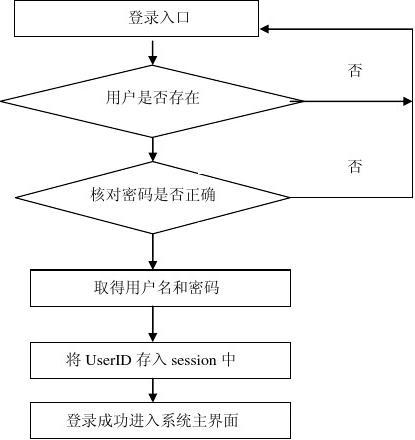 登录入口
否
用户是否存在
否
核对密码是否正确
取得用户名和密码
将 UserID 存入 session 中
登录成功进入系统主界面